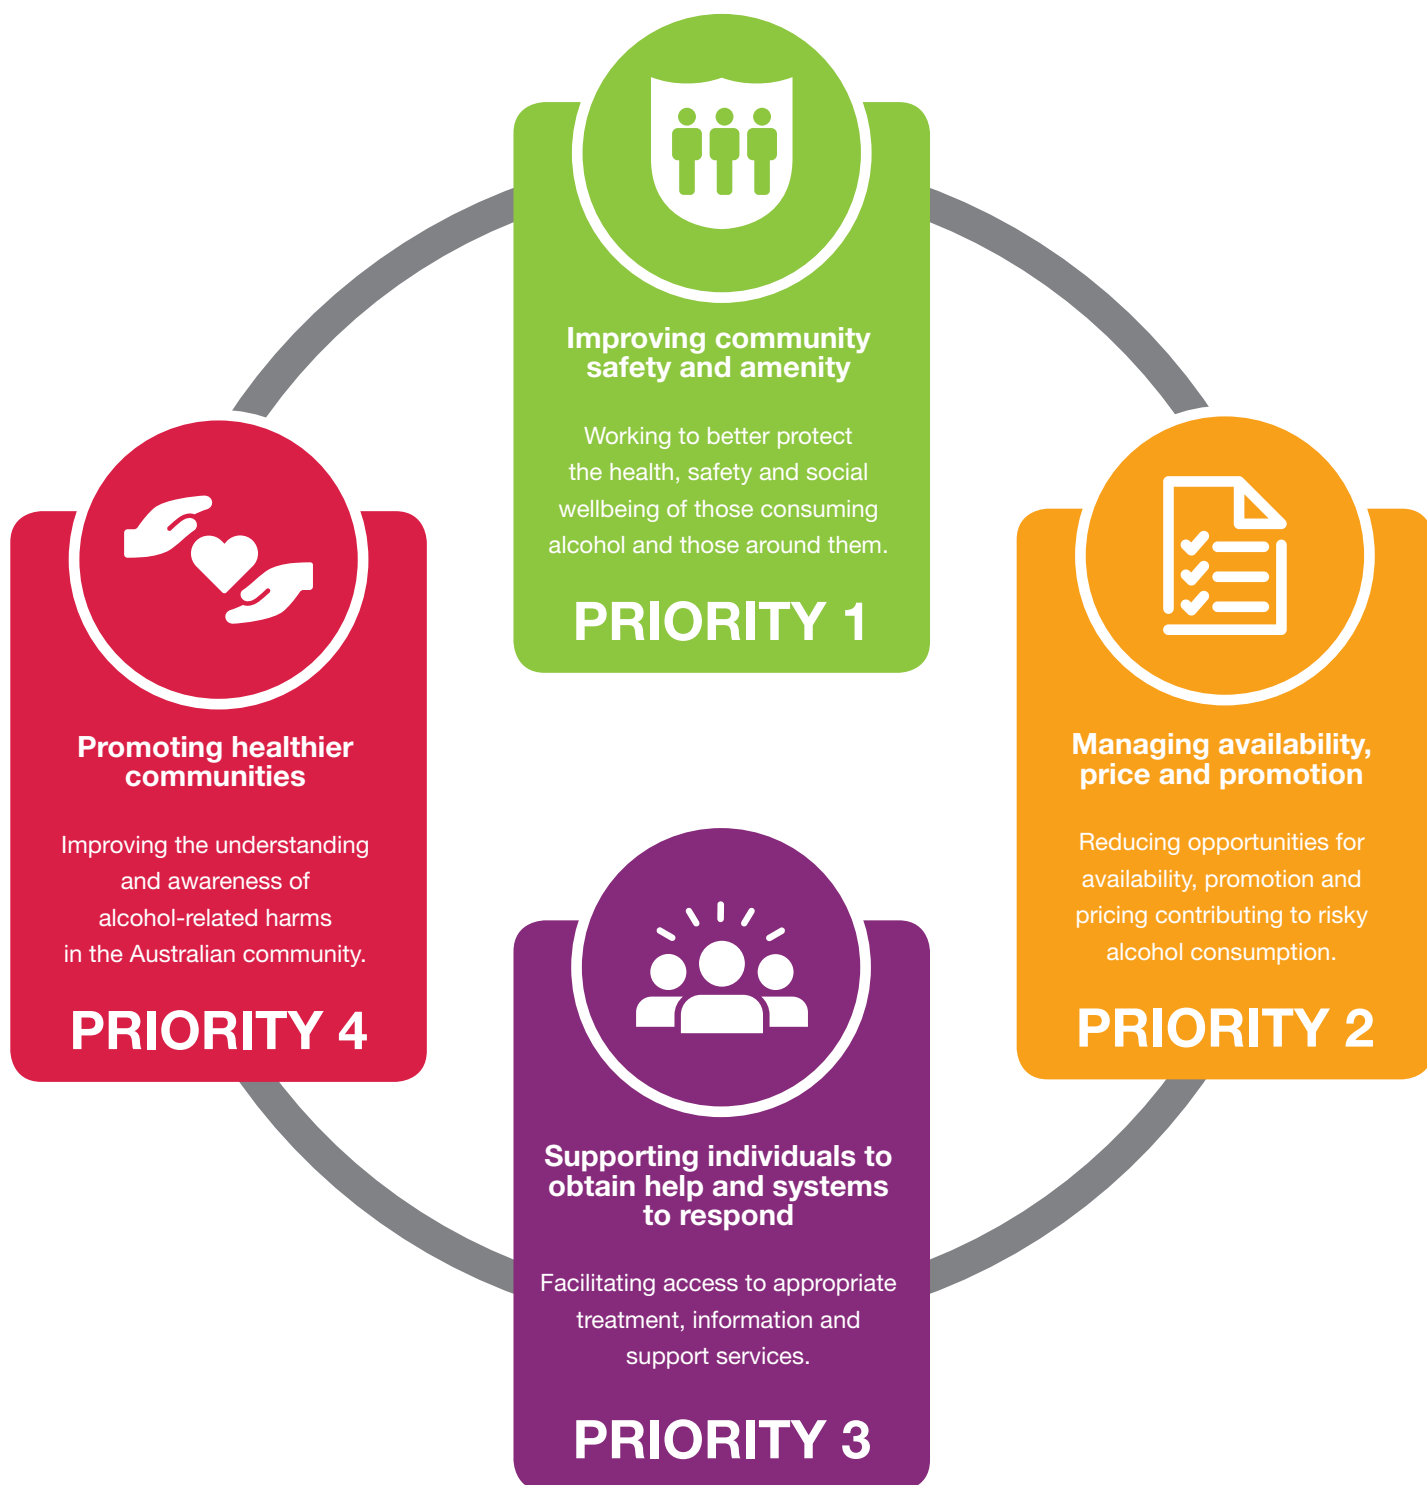 Improving community
safety and amenity
Working to better protect
the health, safety and social
wellbeing of those consuming
alcohol and those around them.
PRIORITY 1
Managing availability,
price and promotion
Reducing opportunities for
availability, promotion and
pricing contributing to risky
alcohol consumption.
PRIORITY 2
Supporting individuals to
obtain help and systems
to respond
Facilitating access to appropriate
treatment, information and
support services.
PRIORITY 3
Promoting healthier
communities
Improving the understanding
and awareness of
alcohol-related harms
in the Australian community.
PRIORITY 4